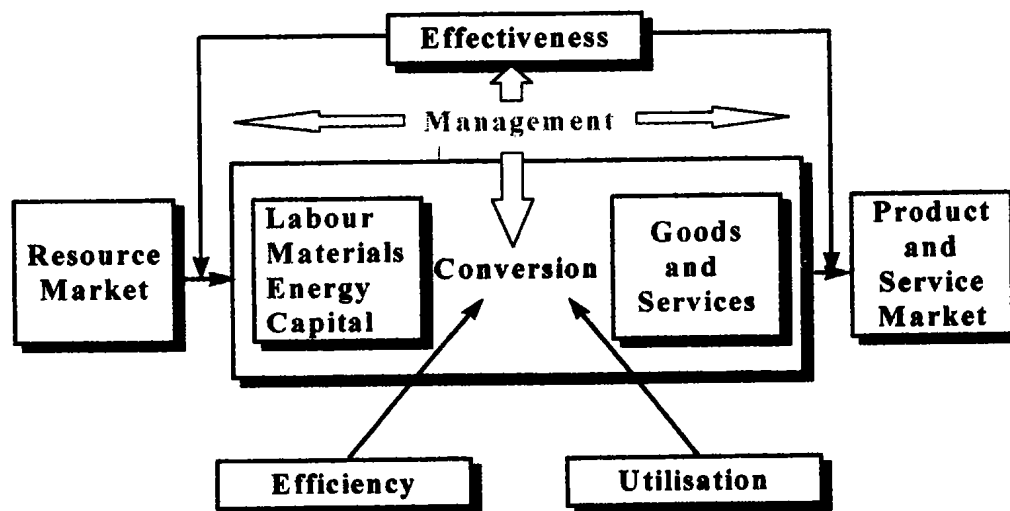 Effectiveness
Management
Resource
Market
Labour
Materials
Energy
Capital
Conversion
Goods
and
Services
Product
and
Service
Market
Efficiency
Utilisation